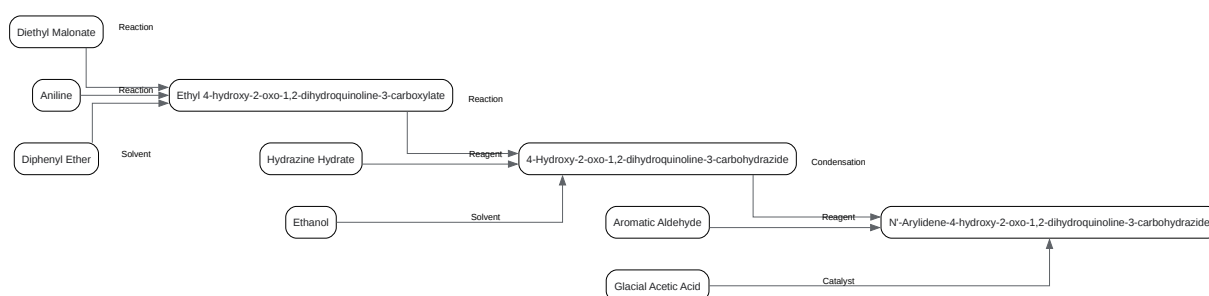 Diethyl Malonate
Reaction
Aniline
Reaction
Ethyl 4-hydroxy-2-oxo-1,2-dihydroquinoline-3-carboxylate
Reaction
Diphenyl Ether
Solvent
Hydrazine Hydrate
Reagent
4-Hydroxy-2-oxo-1,2-dihydroquinoline-3-carbohydrazide
Condensation
Ethanol
Solvent
Aromatic Aldehyde
Reagent
N'-Arylidene-4-hydroxy-2-oxo-1,2-dihydroquinoline-3-carbohydrazide
Glacial Acetic Acid
Catalyst